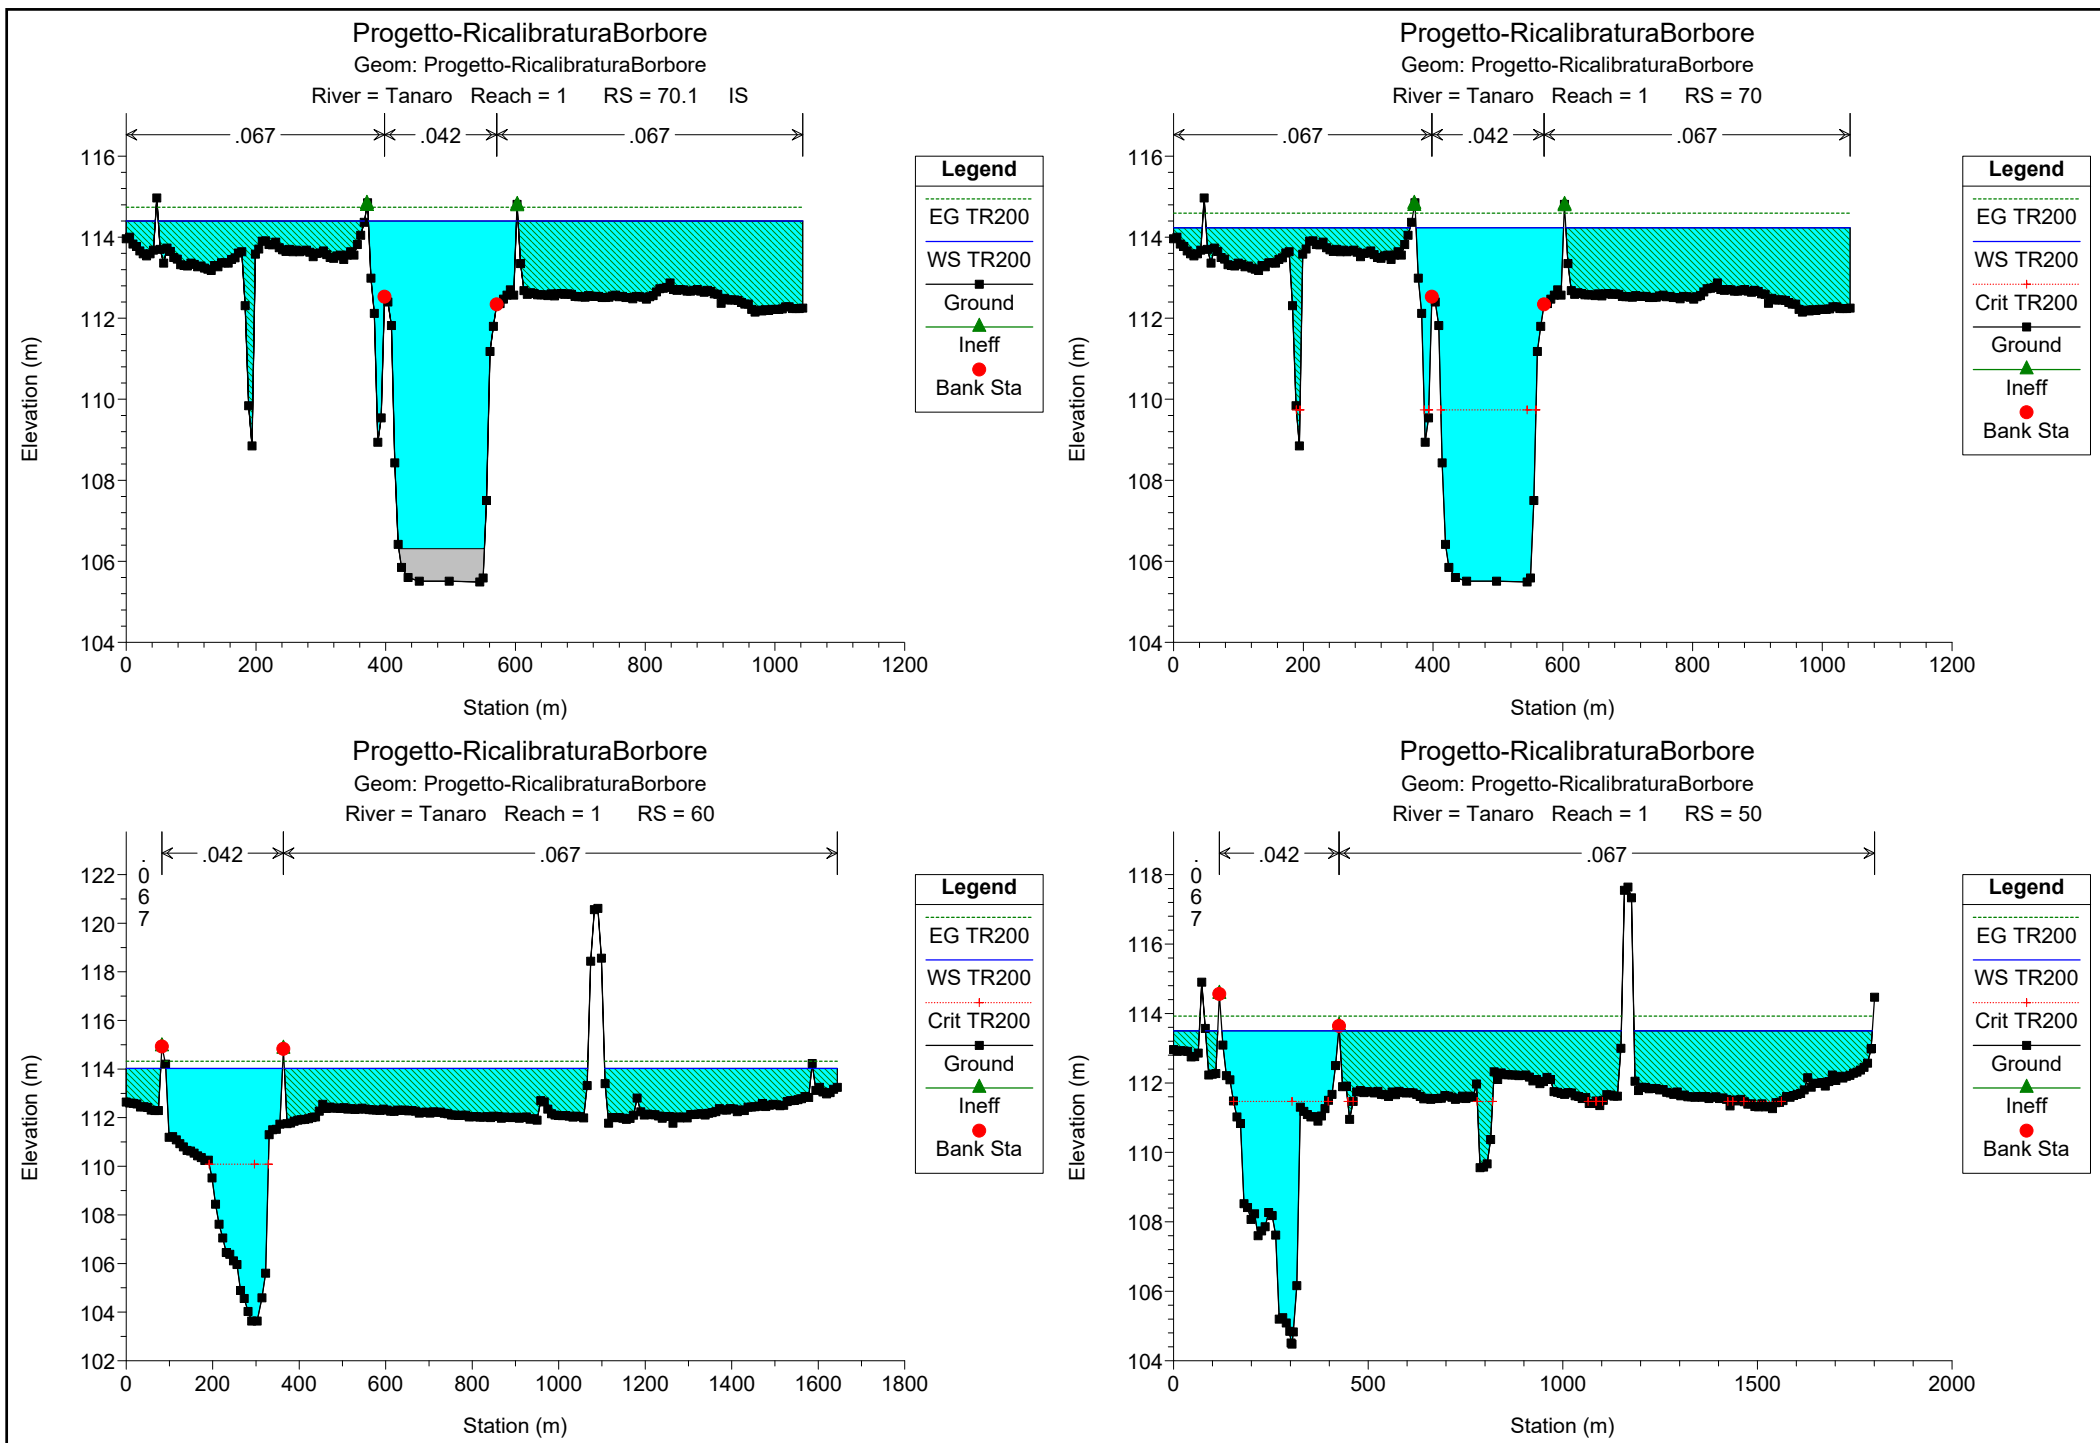 Progetto-RicalibraturaBorbore
Geom: Progetto-RicalibraturaBorbore
River = Tanaro Reach = 1 RS = 70.1 IS
.067
.042
.067
116
114
112
110
108
106
104
0
200
400
600
800
1000
1200
Elevation (m)
Station (m)
Legend
EG TR200
WS TR200
Ground
Ineff
Bank Sta
Progetto-RicalibraturaBorbore
Geom: Progetto-RicalibraturaBorbore
River = Tanaro Reach = 1 RS = 70
.067
.042
.067
116
114
112
110
108
106
104
0
200
400
600
800
1000
1200
Elevation (m)
Station (m)
Legend
EG TR200
WS TR200
Crit TR200
Ground
Ineff
Bank Sta
Progetto-RicalibraturaBorbore
Geom: Progetto-RicalibraturaBorbore
River = Tanaro Reach = 1 RS = 60
.067
.042
.067
122
120
118
116
114
112
110
108
106
104
102
0
200
400
600
800
1000
1200
1400
1600
1800
Elevation (m)
Station (m)
Legend
EG TR200
WS TR200
Crit TR200
Ground
Ineff
Bank Sta
Progetto-RicalibraturaBorbore
Geom: Progetto-RicalibraturaBorbore
River = Tanaro Reach = 1 RS = 50
.067
.042
.067
118
116
114
112
110
108
106
104
0
500
1000
1500
2000
Elevation (m)
Station (m)
Legend
EG TR200
WS TR200
Crit TR200
Ground
Ineff
Bank Sta